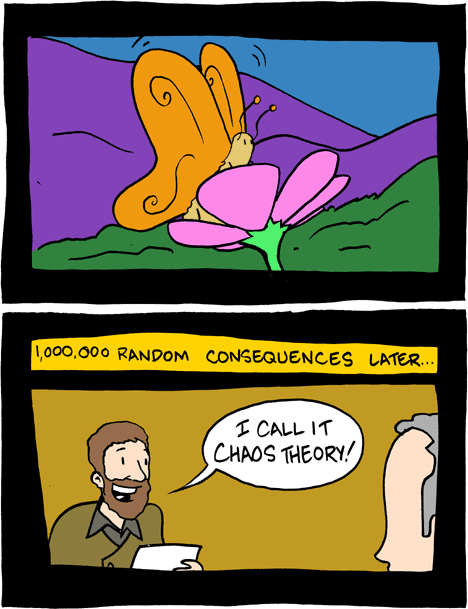 1,000,000 RANDOM CONSEQUENCES LATER...
I CALL IT
CHAOS THEORY!